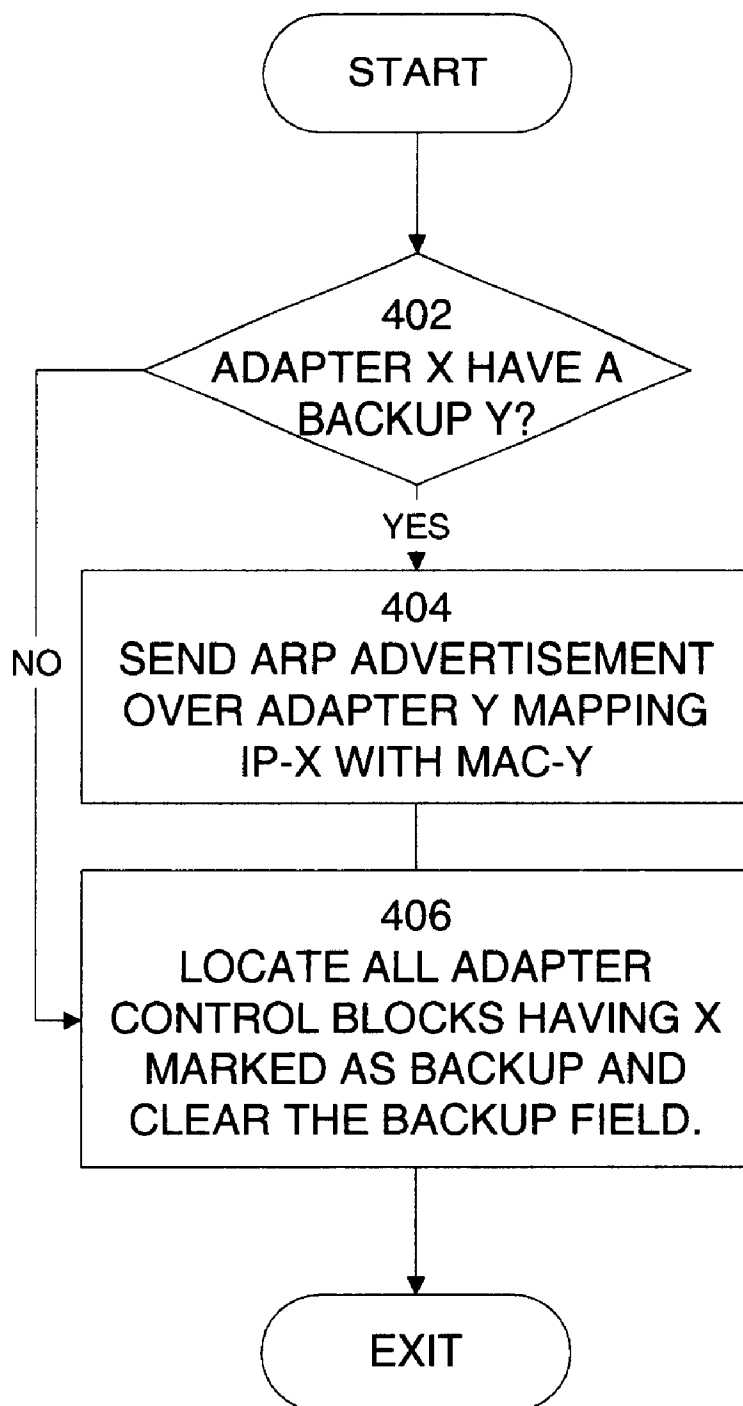 START
402
ADAPTER X HAVE A
BACKUP Y?
YES
404
SEND ARP ADVERTISEMENT
OVER ADAPTER Y MAPPING
IP-X WITH MAC-Y
NO
406
LOCATE ALL ADAPTER
CONTROL BLOCKS HAVING X
MARKED AS BACKUP AND
CLEAR THE BACKUP FIELD.
EXIT